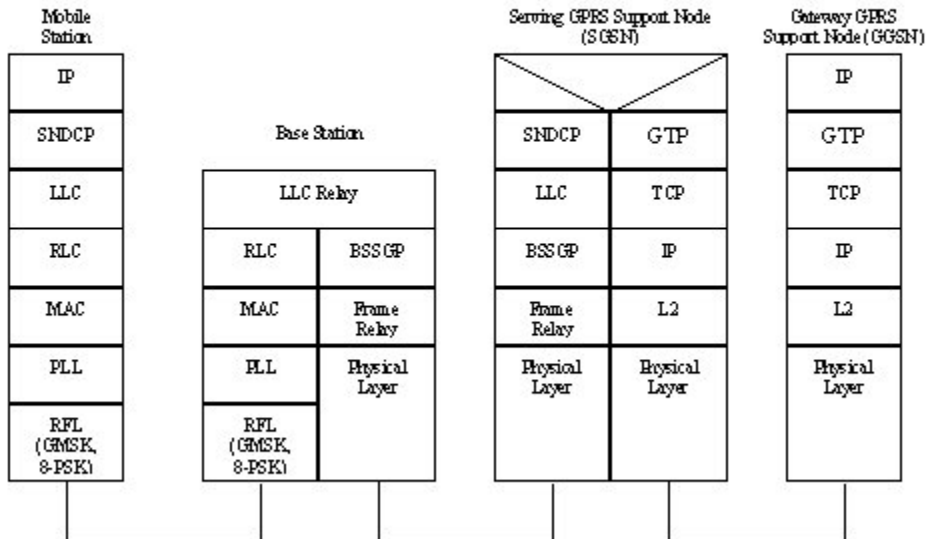 Mobile
Station
IP
SNDCP
LLC
RLC
MAC
PLL
RFL
(GMSK,
8-PSK)
Base Station
LLC Relay
RLC
BSSGP
MAC
Frame
Relay
PLL
Physical
Layer
RFL
(GMSK,
8-PSK)
Serving GPRS Support Node
(SGSN)
SNDCP
GTP
LLC
TCP
BSSGP
IP
Frame
Relay
L2
Physical
Layer
Physical
Layer
Gateway GPRS
Support Node (GGSN)
IP
GTP
TCP
IP
L2
Physical
Layer